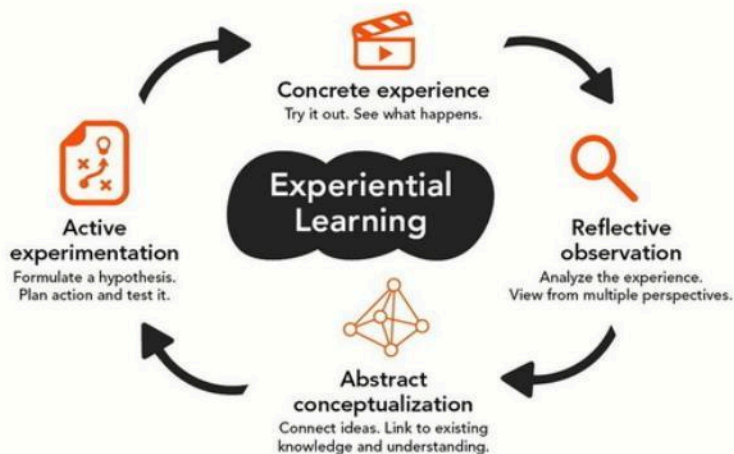 Concrete experience
Try it out. See what happens.
Experiential
Learning
Active
experimentation
Formulate a hypothesis.
Plan action and test it.
Reflective
observation
Analyze the experience.
View from multiple perspectives.
Abstract
conceptualization
Connect ideas. Link to existing
knowledge and understanding.